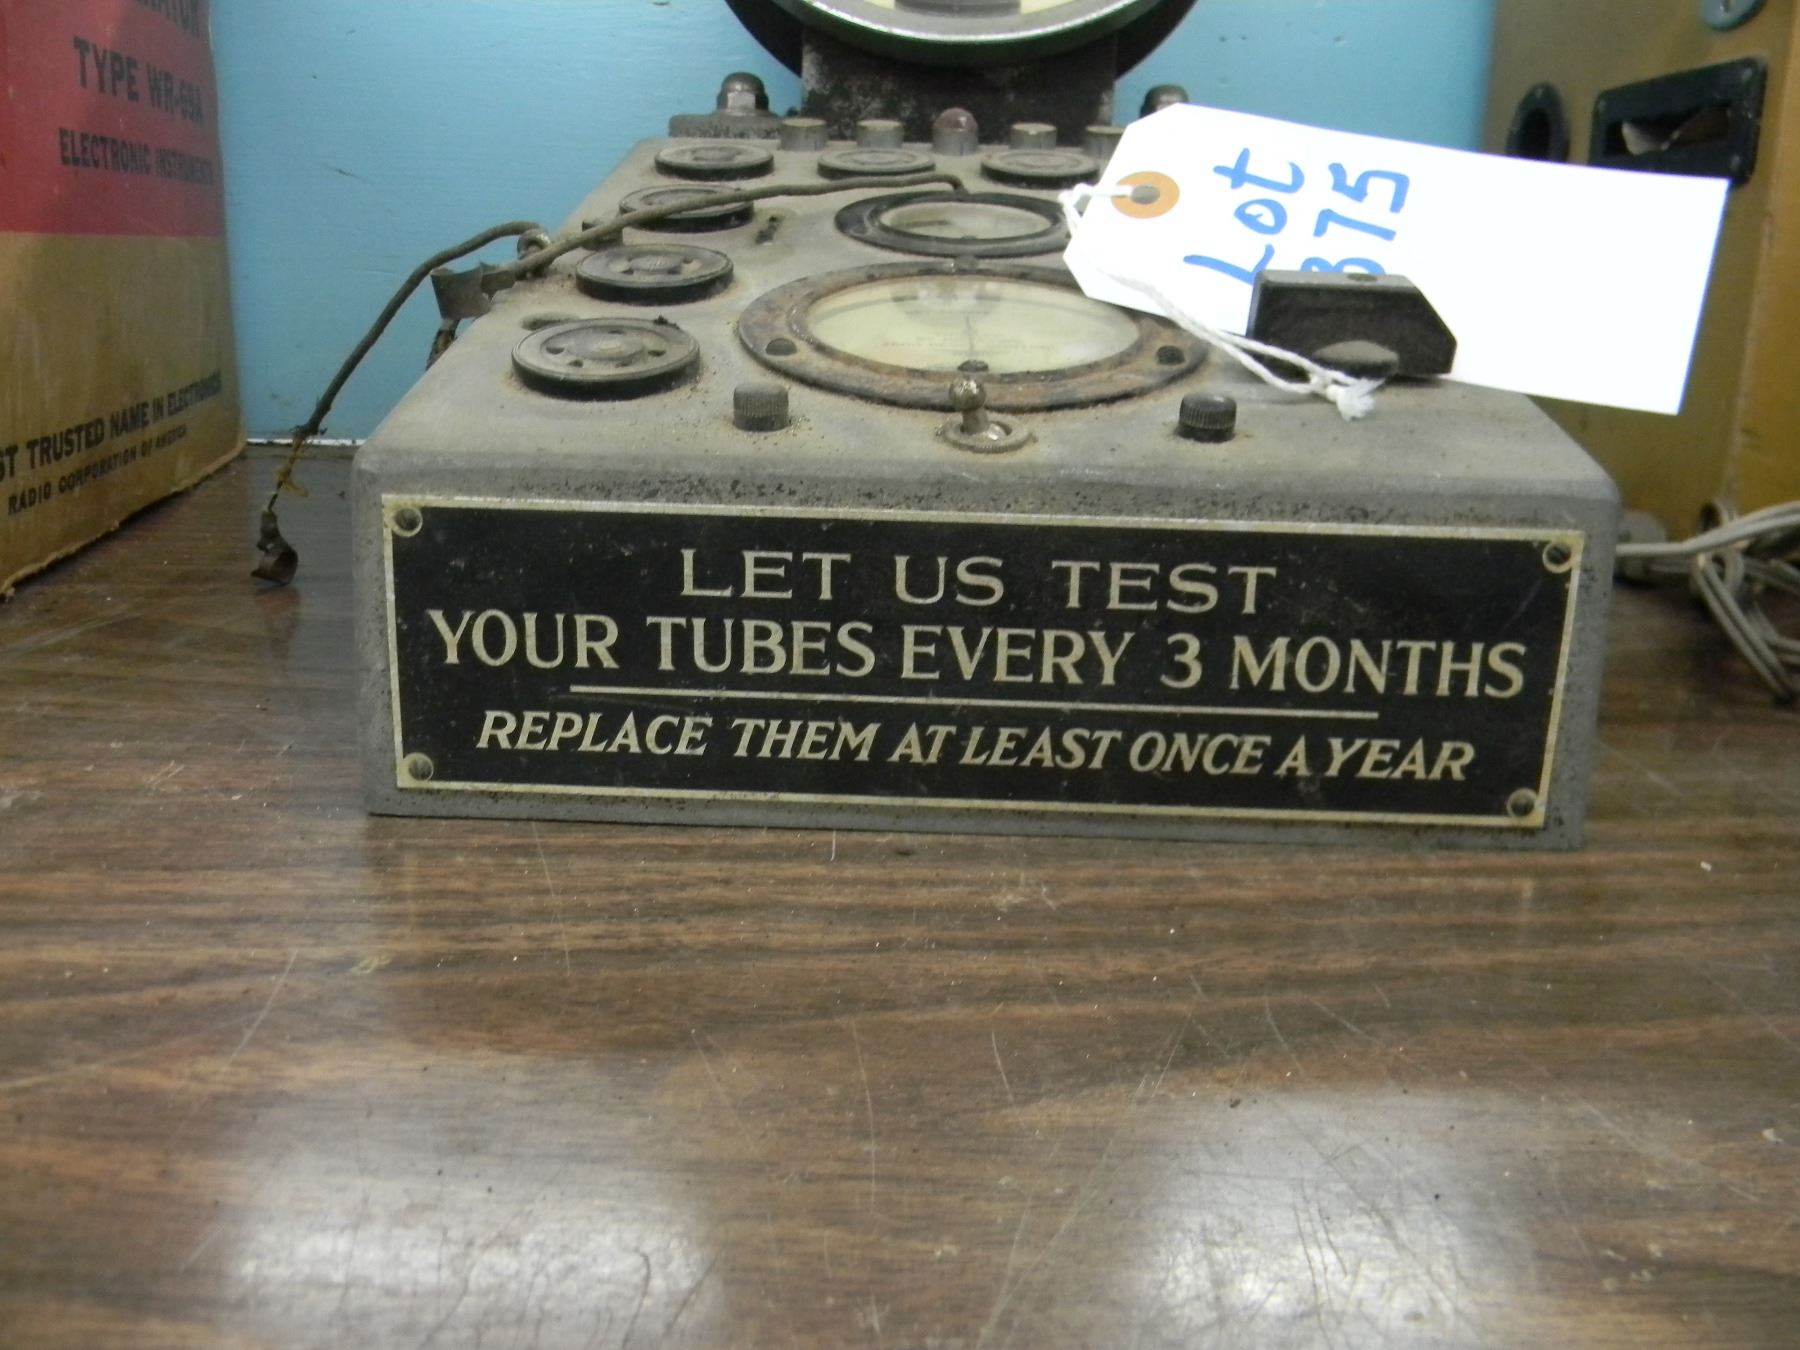 TYPE WR-69A
ELECTRONIC INSTRUMENTS
ST TRUSTED NAME IN ELECTRONICS
RADIO CORPORATION OF AMERICA
Lot
375
LET US TEST
YOUR TUBES EVERY 3 MONTHS
REPLACE THEM AT LEAST ONCE A YEAR